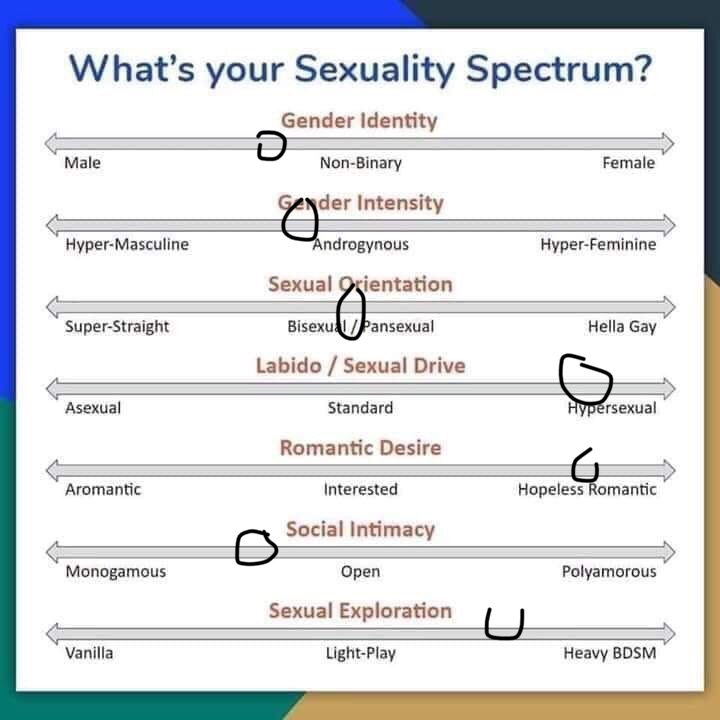 What's your Sexuality Spectrum?
Gender Identity
Male Non-Binary Female
Gender Intensity
Hyper-Masculine Androgynous Hyper-Feminine
Sexual Orientation
Super-Straight Bisexual / Pansexual Hella Gay
Labido / Sexual Drive
Asexual Standard Hypersexual
Romantic Desire
Aromantic Interested Hopeless Romantic
Social Intimacy
Monogamous Open Polyamorous
Sexual Exploration
Vanilla Light-Play Heavy BDSM